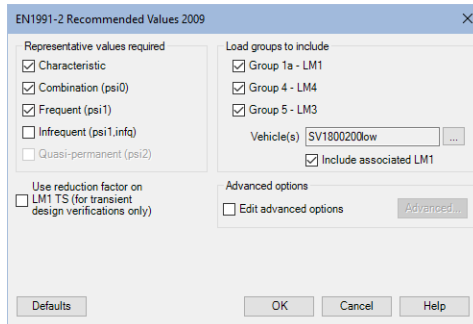 EN1991-2 Recommended Values 2009
Representative values required
Characteristic
Combination (psi0)
Frequent (psi1)
Infrequent (psi1,infq)
Quasi-permanent (psi2)
Use reduction factor on
LM1 TS (for transient
design verifications only)
Load groups to include
Group 1a - LM1
Group 4 - LM4
Group 5 - LM3
Vehicle(s) SV1800200low ...
Include associated LM1
Advanced options
Edit advanced options Advanced...
Defaults OK Cancel Help